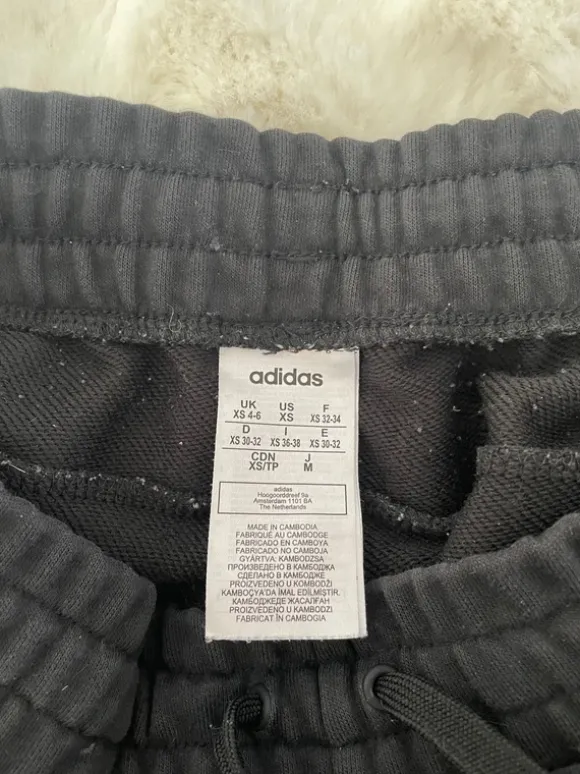 adidas
UK US F
XS 4-6 XS XS 32-34
D I E
XS 30-32 XS 36-38 XS 30-32
CDN J
XS/TP M
adidas
Hoogoorddreef 9a
Amsterdam 1101 BA
The Netherlands
MADE IN CAMBODIA
FABRIQUÉ AU CAMBODGE
FABRICADO EN CAMBOYA
FABRICADO NO CAMBOJA
GYÁRTVA: KAMBODZSA
ПРОИЗВЕДЕНО В КАМБОДЖА
СДЕЛАНО В КАМБОДЖЕ
PROIZVEDENO U KOMBODŽI
KAMBOÇYA'DA İMAL EDİLMİŞTİR.
КАМБОДЖЕДЕ ЖАСАЛҒАН
PROIZVEDENO U KAMBODŽI
FABRICAT ÎN CAMBOGIA